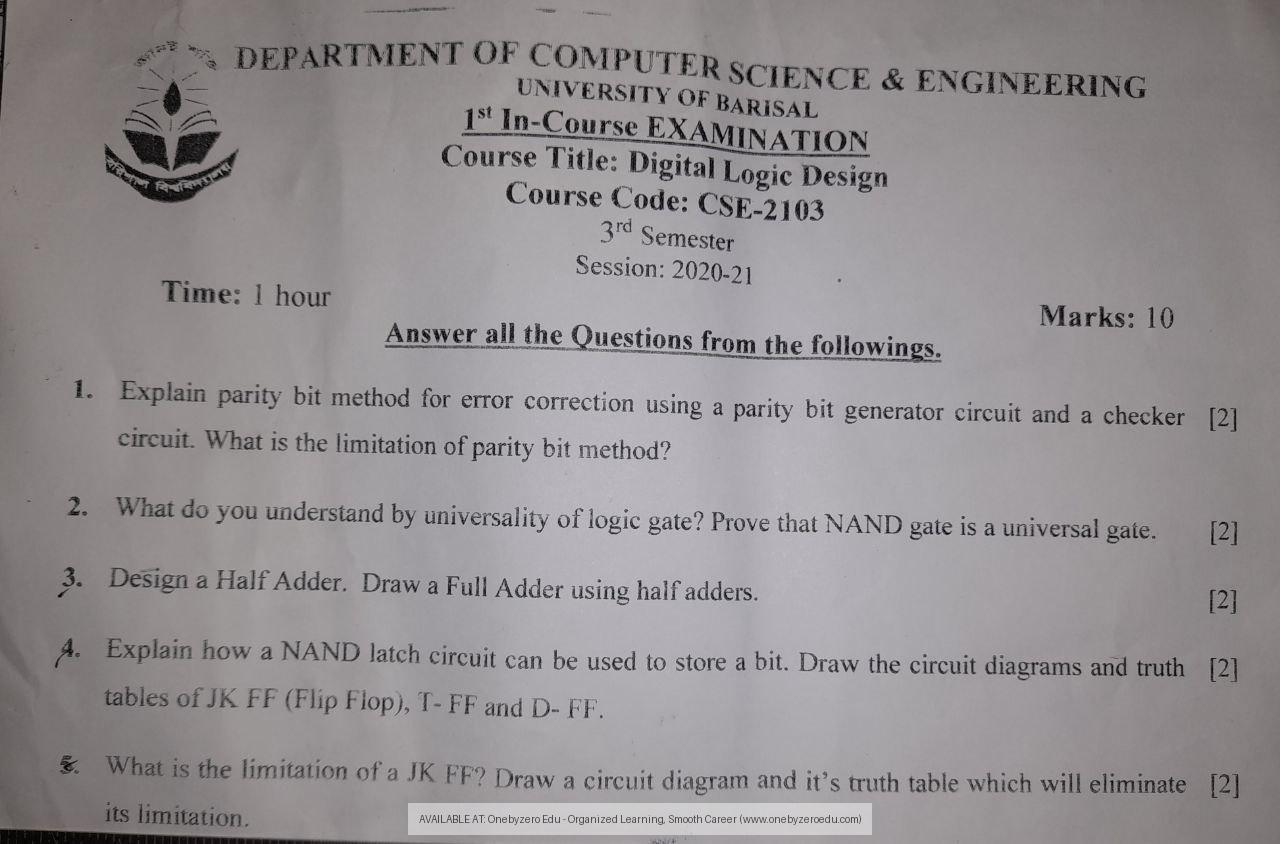 DEPARTMENT OF COMPUTER SCIENCE & ENGINEERING
UNIVERSITY OF BARISAL
1st In-Course EXAMINATION
Course Title: Digital Logic Design
Course Code: CSE-2103
3rd Semester
Session: 2020-21
Time: 1 hour
Marks: 10
Answer all the Questions from the followings.
1. Explain parity bit method for error correction using a parity bit generator circuit and a checker [2]
circuit. What is the limitation of parity bit method?
2. What do you understand by universality of logic gate? Prove that NAND gate is a universal gate. [2]
3. Design a Half Adder. Draw a Full Adder using half adders. [2]
4. Explain how a NAND latch circuit can be used to store a bit. Draw the circuit diagrams and truth [2]
tables of JK FF (Flip Flop), T- FF and D- FF.
5. What is the limitation of a JK FF? Draw a circuit diagram and it's truth table which will eliminate [2]
its limitation.
AVAILABLE AT: Onebyzero Edu - Organized Learning, Smooth Career (www.onebyzeroedu.com)